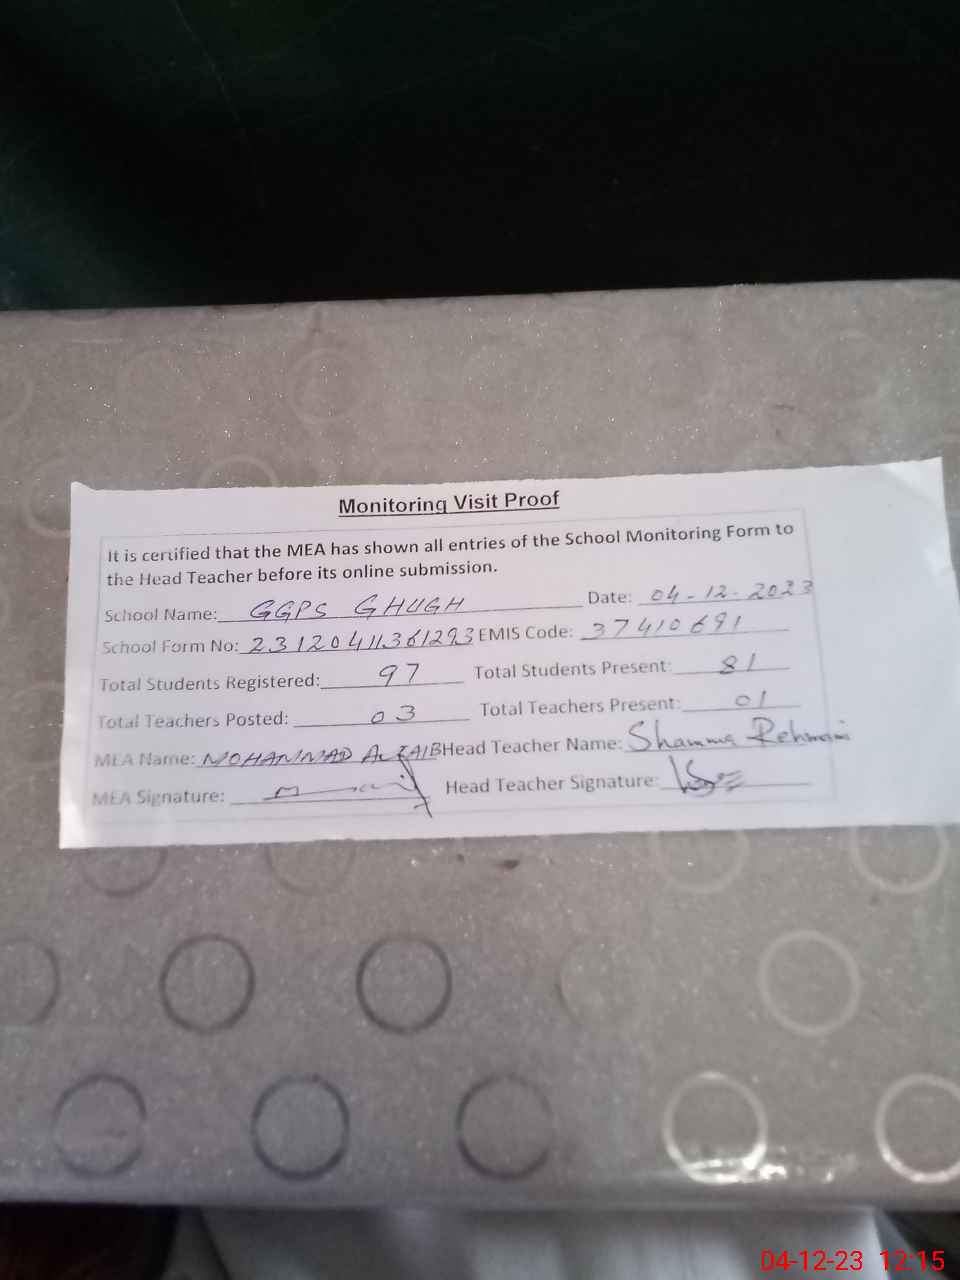 Monitoring Visit Proof
It is certified that the MEA has shown all entries of the School Monitoring Form to
the Head Teacher before its online submission.
School Name: GGPS GHUGH Date: 04-12-2023
School Form No: 23120411361293 EMIS Code: 37410691
Total Students Registered: 97 Total Students Present: 81
Total Teachers Posted: 03 Total Teachers Present: 01
MEA Name: MOHAMMAD Head Teacher Name: Shamma Rehmani
MEA Signature: Head Teacher Signature:
04-12-23 12:15